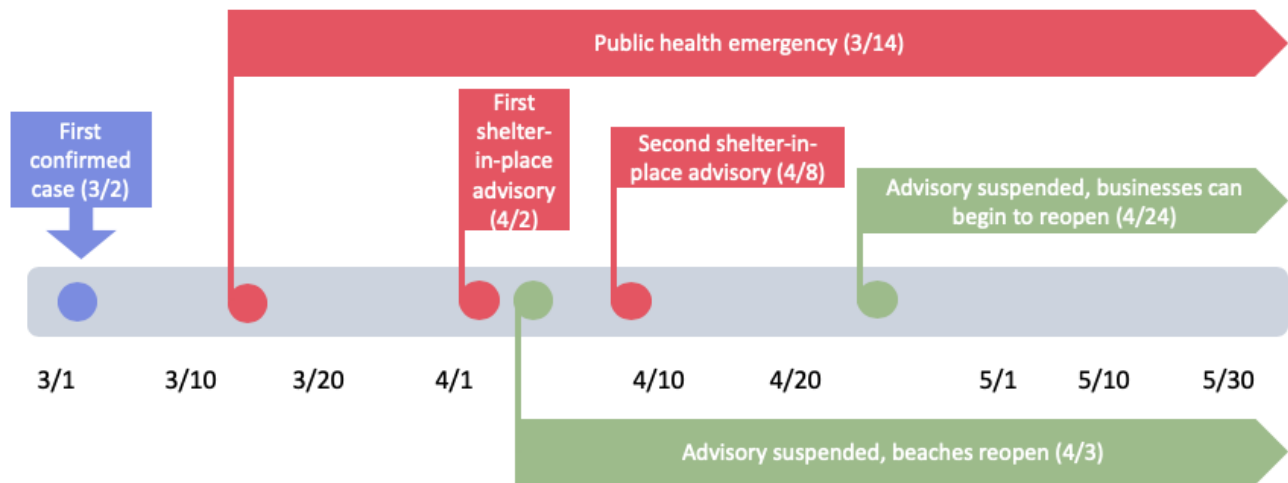 Public health emergency (3/14)
First
confirmed
case (3/2)
First
shelter-
in-place
advisory
(4/2)
Second shelter-in-
place advisory (4/8)
Advisory suspended, businesses can
begin to reopen (4/24)
3/1 3/10 3/20 4/1 4/10 4/20 5/1 5/10 5/30
Advisory suspended, beaches reopen (4/3)